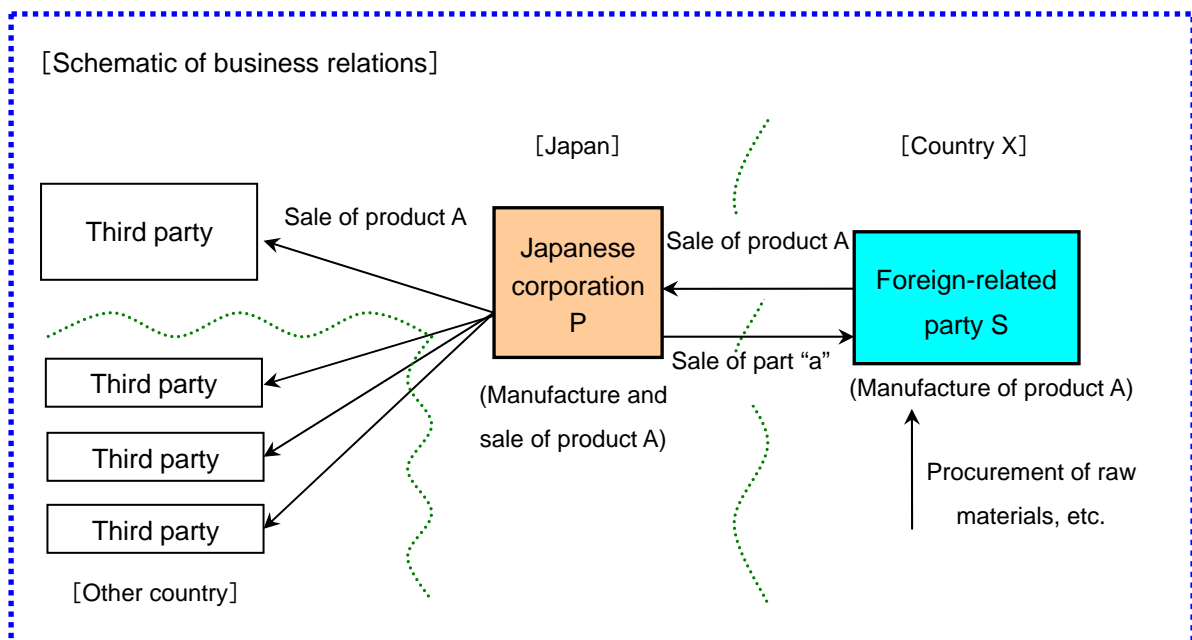 ［Schematic of business relations］
［Japan］
［Country X］
Third party
Sale of product A
Japanese
corporation
P
Sale of product A
Foreign-related
party S
Sale of part “a”
(Manufacture and
sale of product A)
(Manufacture of product A)
Third party
Third party
Third party
Procurement of raw
materials, etc.
［Other country］